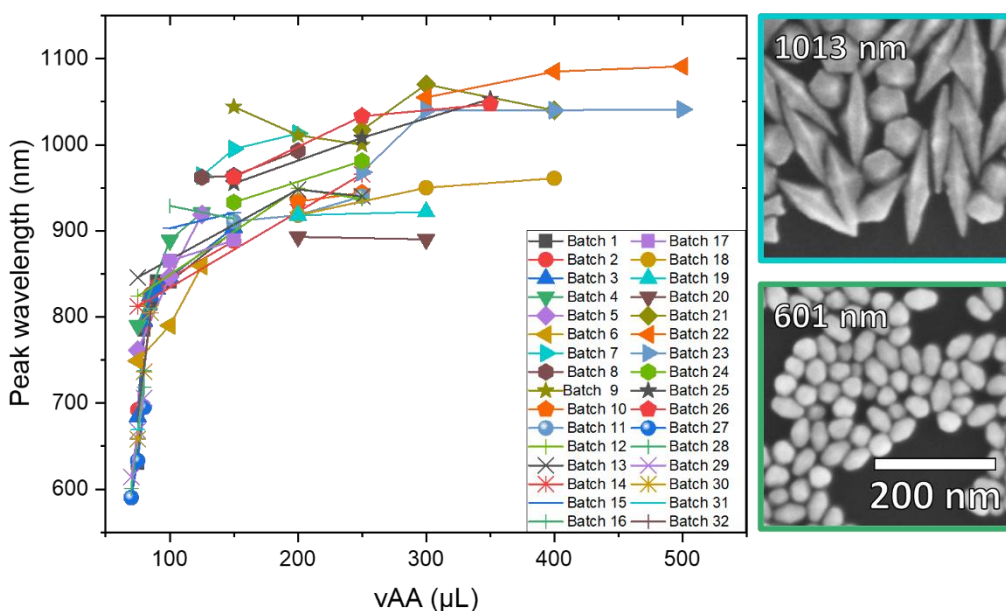 1100
1000
900
800
700
600
Peak wavelength (nm)
100 200 300 400 500
vAA (µL)
Batch 1 Batch 17
Batch 2 Batch 18
Batch 3 Batch 19
Batch 4 Batch 20
Batch 5 Batch 21
Batch 6 Batch 22
Batch 7 Batch 23
Batch 8 Batch 24
Batch 9 Batch 25
Batch 10 Batch 26
Batch 11 Batch 27
Batch 12 Batch 28
Batch 13 Batch 29
Batch 14 Batch 30
Batch 15 Batch 31
Batch 16 Batch 32
1013 nm
601 nm
200 nm